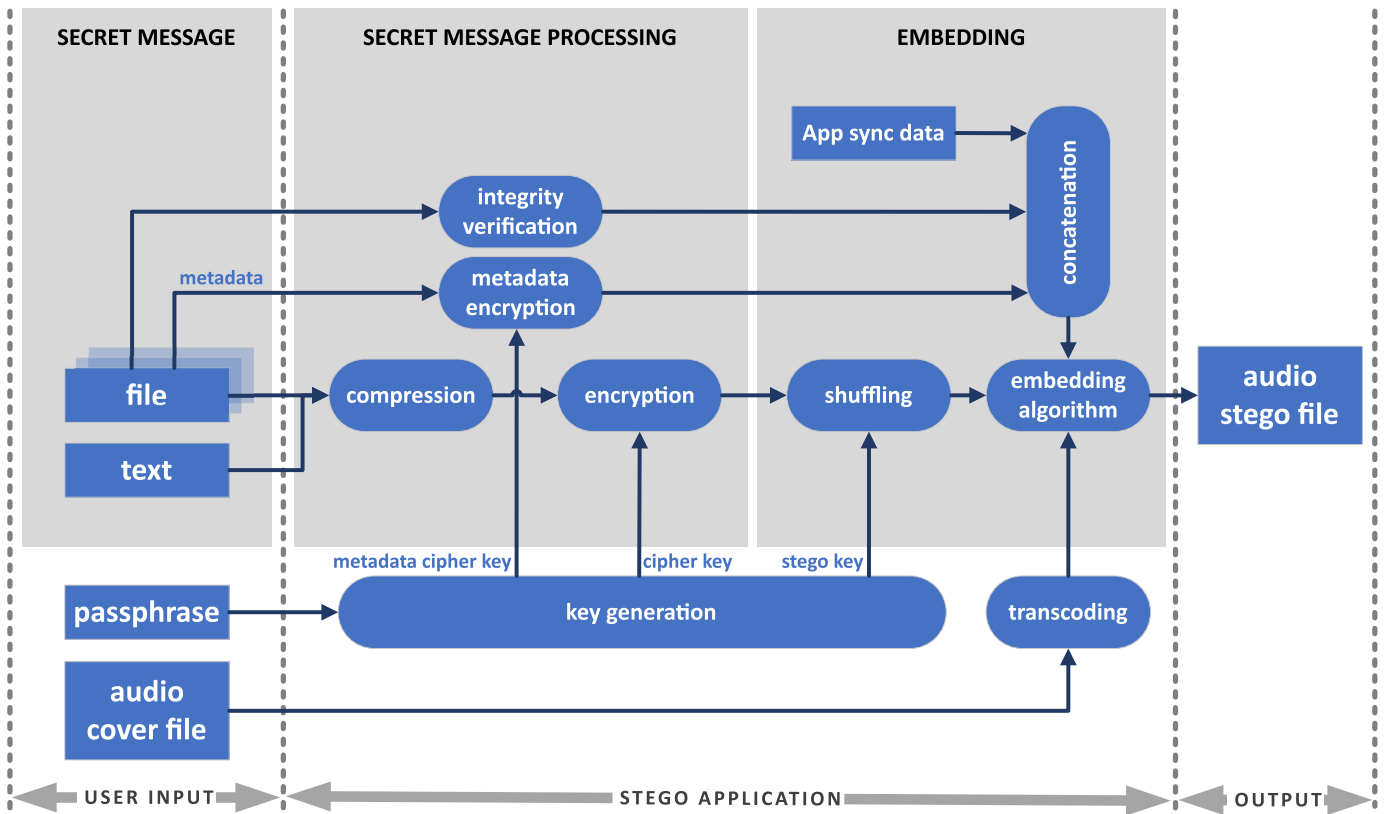 SECRET MESSAGE
SECRET MESSAGE PROCESSING
EMBEDDING
App sync data
concatenation
integrity
verification
metadata
metadata
encryption
file
compression
encryption
shuffling
embedding
algorithm
audio
stego file
text
metadata cipher key
cipher key
stego key
passphrase
key generation
transcoding
audio
cover file
USER INPUT
STEGO APPLICATION
OUTPUT